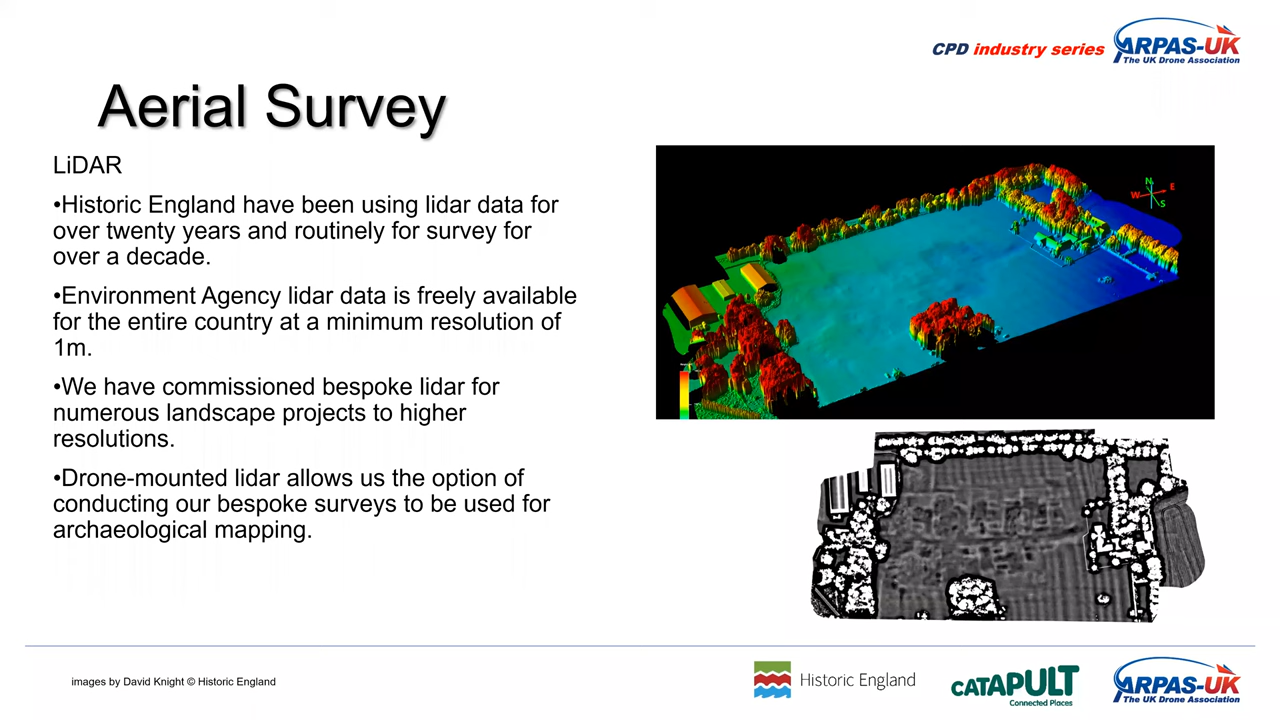 CPD industry series
ARPAS-UK
The UK Drone Association
Aerial Survey
LiDAR
•Historic England have been using lidar data for
over twenty years and routinely for survey for
over a decade.
•Environment Agency lidar data is freely available
for the entire country at a minimum resolution of
1m.
•We have commissioned bespoke lidar for
numerous landscape projects to higher
resolutions.
•Drone-mounted lidar allows us the option of
conducting our bespoke surveys to be used for
archaeological mapping.
N
W E
S
images by David Knight © Historic England
Historic England
CATAPULT
Connected Places
ARPAS-UK
The UK Drone Association